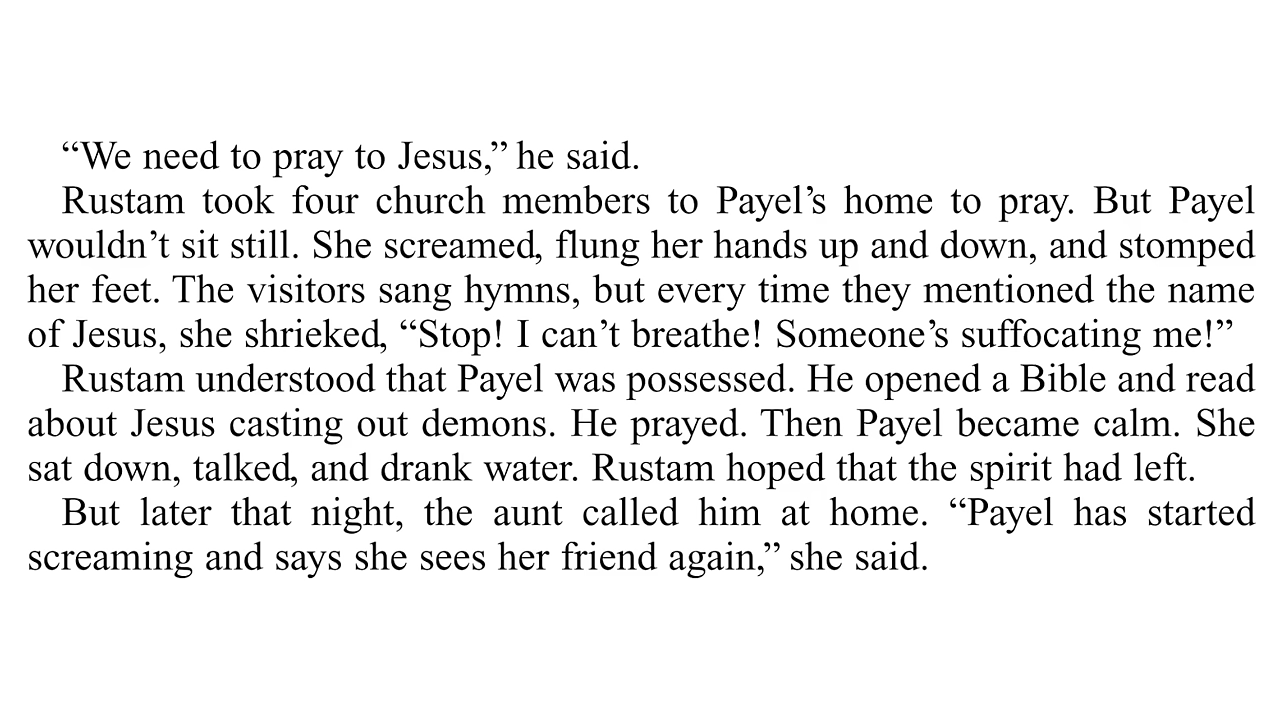 “We need to pray to Jesus,” he said.
Rustam took four church members to Payel’s home to pray. But Payel
wouldn’t sit still. She screamed, flung her hands up and down, and stomped
her feet. The visitors sang hymns, but every time they mentioned the name
of Jesus, she shrieked, “Stop! I can’t breathe! Someone’s suffocating me!”
Rustam understood that Payel was possessed. He opened a Bible and read
about Jesus casting out demons. He prayed. Then Payel became calm. She
sat down, talked, and drank water. Rustam hoped that the spirit had left.
But later that night, the aunt called him at home. “Payel has started
screaming and says she sees her friend again,” she said.